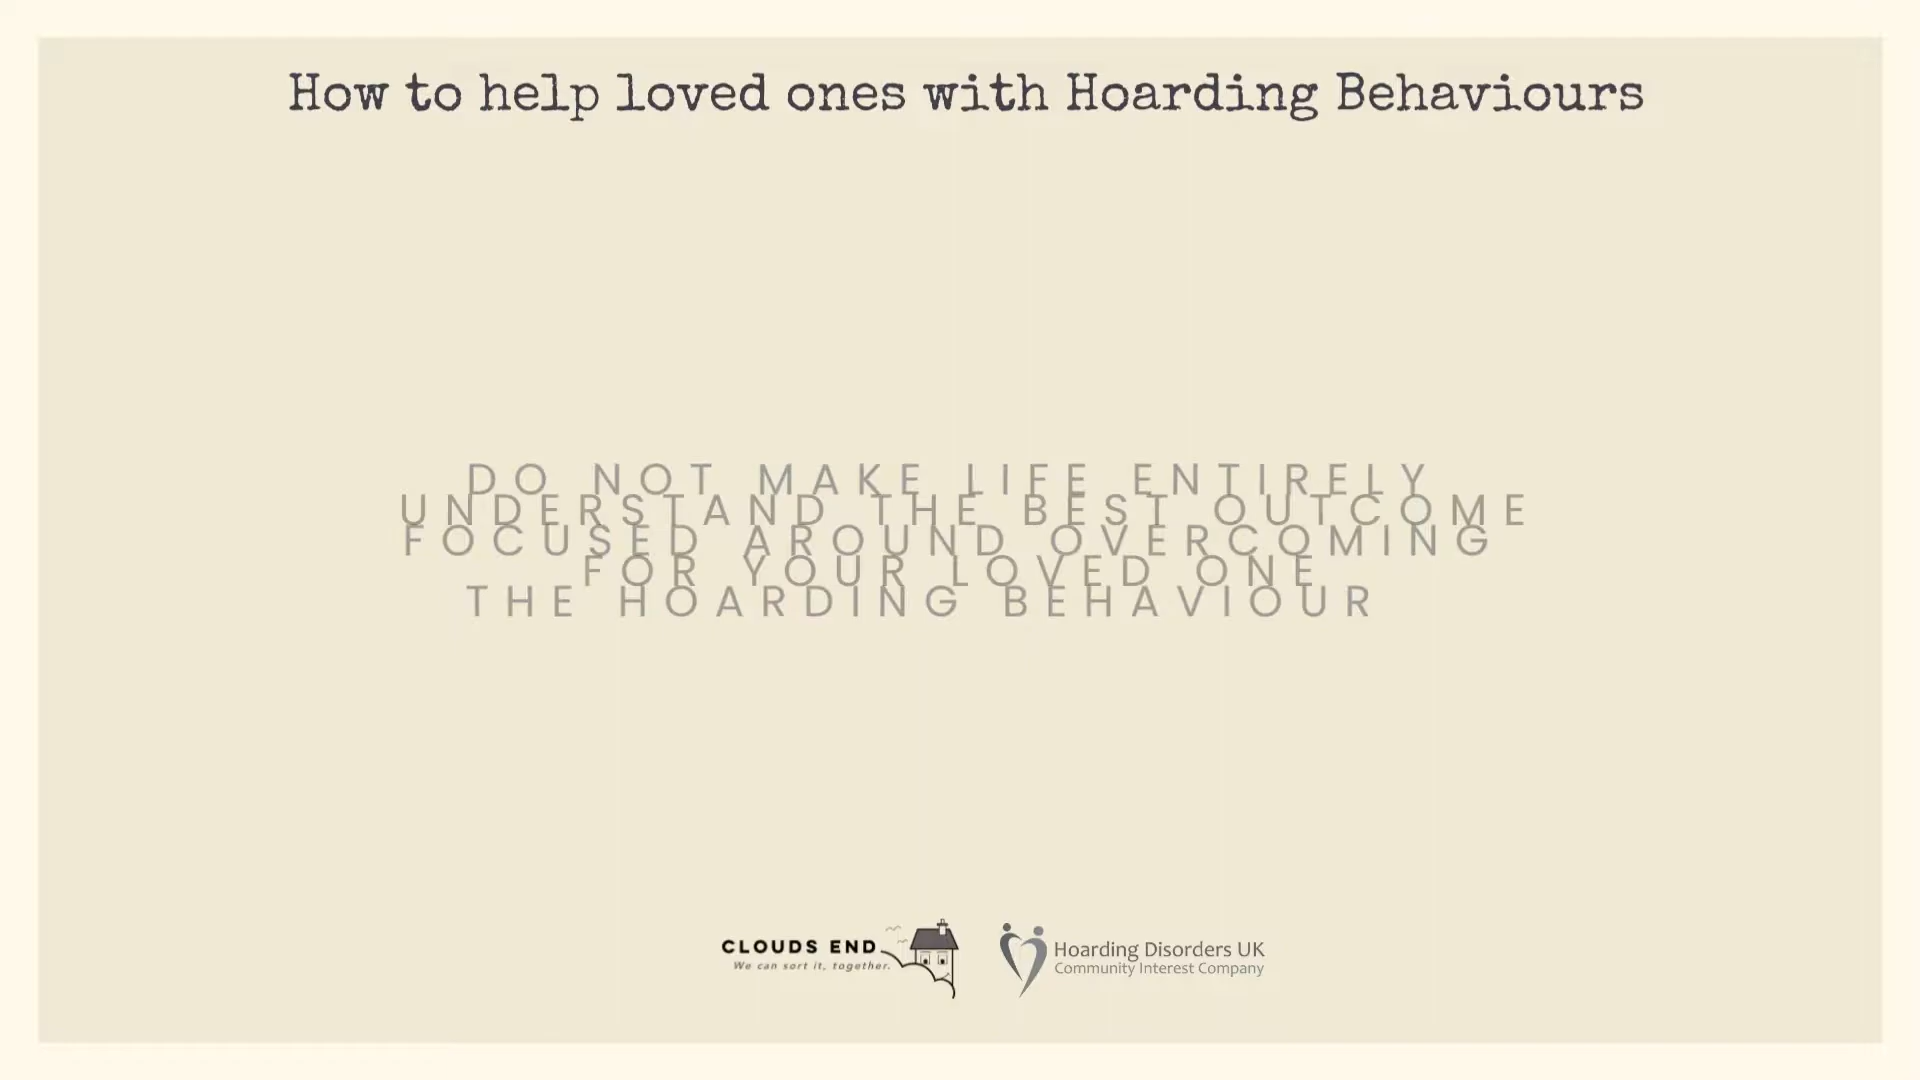 How to help loved ones with Hoarding Behaviours
DO NOT MAKE LIFE ENTIRELY
UNDERSTAND THE BEST OUTCOME
FOCUSED AROUND OVERCOMING
FOR YOUR LOVED ONE
THE HOARDING BEHAVIOUR
CLOUDS END
We can sort it, together.
Hoarding Disorders UK
Community Interest Company